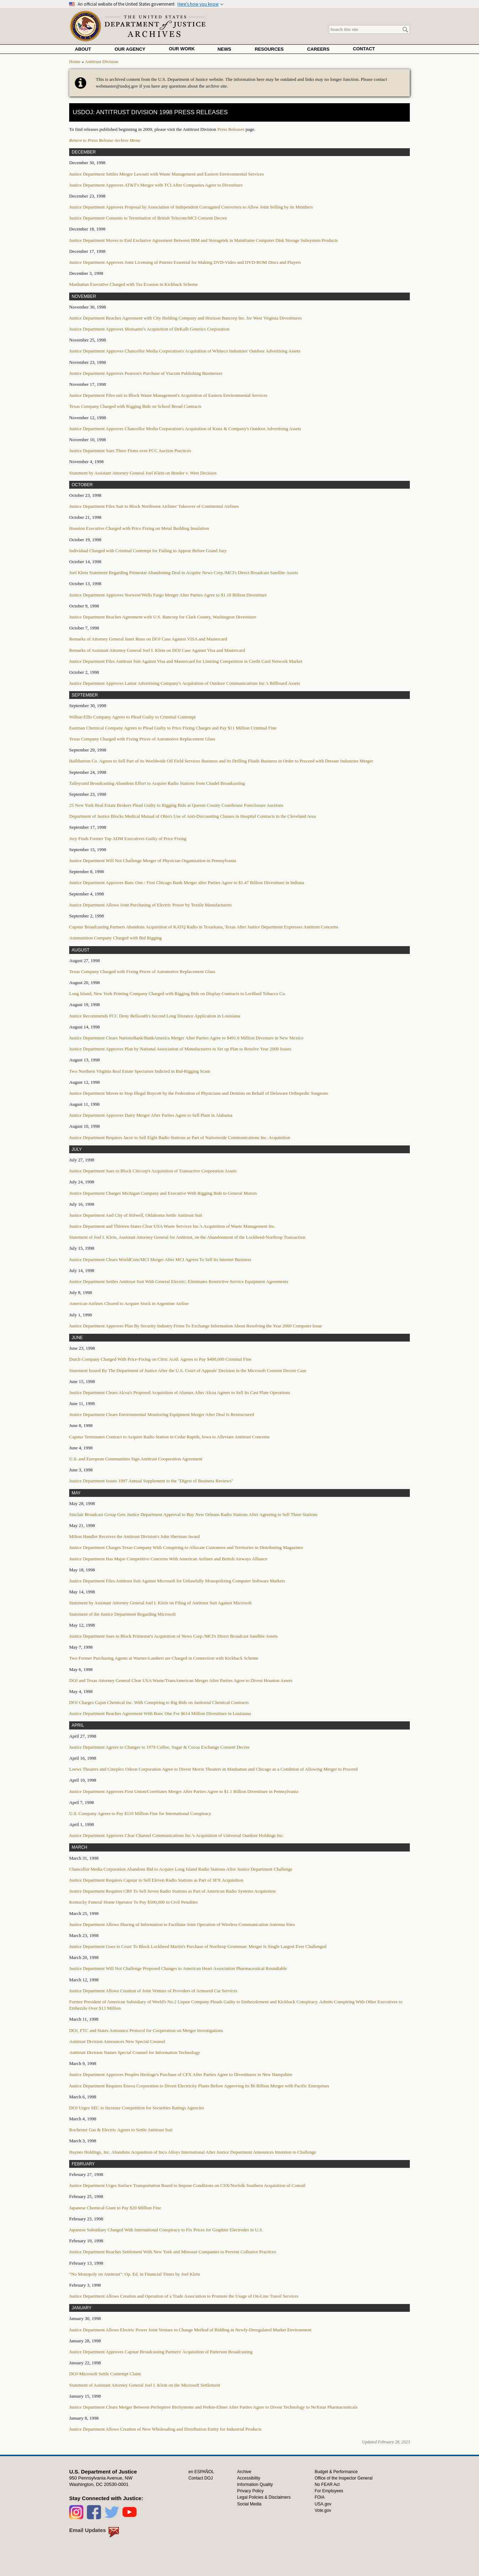 An official website of the United States government Here's how you know
THE UNITED STATES
DEPARTMENT of JUSTICE
ARCHIVES
Search this site
ABOUT OUR AGENCY OUR WORK NEWS RESOURCES CAREERS CONTACT
Home » Antitrust Division
This is archived content from the U.S. Department of Justice website. The information here may be outdated and links may no longer function. Please contact
webmaster@usdoj.gov if you have any questions about the archive site.
USDOJ: ANTITRUST DIVISION 1998 PRESS RELEASES
To find releases published beginning in 2009, please visit the Antitrust Division Press Releases page.
Return to Press Release Archive Menu
DECEMBER
December 30, 1998
Justice Department Settles Merger Lawsuit with Waste Management and Eastern Environmental Services
Justice Department Approves AT&T's Merger with TCI After Companies Agree to Divestiture
December 23, 1998
Justice Department Approves Proposal by Association of Independent Corrugated Converters to Allow Joint Selling by its Members
Justice Department Consents to Termination of British Telecom/MCI Consent Decree
December 18, 1998
Justice Department Moves to End Exclusive Agreement Between IBM and Storagetek in Mainframe Computer Disk Storage Subsystem Products
December 17, 1998
Justice Department Approves Joint Licensing of Patents Essential for Making DVD-Video and DVD-ROM Discs and Players
December 3, 1998
Manhattan Executive Charged with Tax Evasion in Kickback Scheme
NOVEMBER
November 30, 1998
Justice Department Reaches Agreement with City Holding Company and Horizon Bancorp Inc. for West Virginia Divestitures
Justice Department Approves Monsanto's Acquisition of DeKalb Genetics Corporation
November 25, 1998
Justice Department Approves Chancellor Media Corporation's Acquisition of Whiteco Industries' Outdoor Advertising Assets
November 23, 1998
Justice Department Approves Pearson's Purchase of Viacom Publishing Businesses
November 17, 1998
Justice Department Files suit to Block Waste Management's Acquisition of Eastern Environmental Services
Texas Company Charged with Rigging Bids on School Bread Contracts
November 12, 1998
Justice Department Approves Chancellor Media Corporation's Acquisition of Kunz & Company's Outdoor Advertising Assets
November 10, 1998
Justice Department Sues Three Firms over FCC Auction Practices
November 4, 1998
Statement by Assistant Attorney General Joel Klein on Bender v. West Decision
OCTOBER
October 23, 1998
Justice Department Files Suit to Block Northwest Airlines' Takeover of Continental Airlines
October 21, 1998
Houston Executive Charged with Price Fixing on Metal Building Insulation
October 19, 1998
Individual Charged with Criminal Contempt for Failing to Appear Before Grand Jury
October 14, 1998
Joel Klein Statement Regarding Primestar Abandoning Deal to Acquire News Corp./MCI's Direct Broadcast Satellite Assets
October 13, 1998
Justice Department Approves Norwest/Wells Fargo Merger After Parties Agree to $1.18 Billion Divestiture
October 9, 1998
Justice Department Reaches Agreement with U.S. Bancorp for Clark County, Washington Divestiture
October 7, 1998
Remarks of Attorney General Janet Reno on DOJ Case Against VISA and Mastercard
Remarks of Assistant Attorney General Joel I. Klein on DOJ Case Against Visa and Mastercard
Justice Department Files Antitrust Suit Against Visa and Mastercard for Limiting Competition in Credit Card Network Market
October 2, 1998
Justice Department Approves Lamar Advertising Company's Acquisition of Outdoor Communications Inc.'s Billboard Assets
SEPTEMBER
September 30, 1998
Wilhar Pills Company Agrees to Plead Guilty to Criminal Contempt
Eastman Chemical Company Agrees to Plead Guilty to Price Fixing Charges and Pay $11 Million Criminal Fine
Texas Company Charged with Fixing Prices of Automotive Replacement Glass
September 29, 1998
Halliburton Co. Agrees to Sell Part of its Worldwide Oil Field Services Business and its Drilling Fluids Business in Order to Proceed with Dresser Industries Merger
September 24, 1998
Talleyrand Broadcasting Abandons Effort to Acquire Radio Stations from Citadel Broadcasting
September 23, 1998
25 New York Real Estate Brokers Plead Guilty to Rigging Bids at Queens County Courthouse Foreclosure Auctions
Department of Justice Blocks Medical Mutual of Ohio's Use of Anti-Discounting Clauses in Hospital Contracts in the Cleveland Area
September 17, 1998
Jury Finds Former Top ADM Executives Guilty of Price Fixing
September 15, 1998
Justice Department Will Not Challenge Merger of Physician Organization in Pennsylvania
September 8, 1998
Justice Department Approves Banc One / First Chicago Bank Merger after Parties Agree to $1.47 Billion Divestiture in Indiana
September 4, 1998
Justice Department Allows Joint Purchasing of Electric Power by Textile Manufacturers
September 2, 1998
Capstar Broadcasting Partners Abandons Acquisition of KATQ Radio in Texarkana, Texas After Justice Department Expresses Antitrust Concerns
Ammunition Company Charged with Bid Rigging
AUGUST
August 27, 1998
Texas Company Charged with Fixing Prices of Automotive Replacement Glass
August 20, 1998
Long Island, New York Printing Company Charged with Rigging Bids on Display Contracts to Lorillard Tobacco Co.
August 19, 1998
Justice Recommends FCC Deny BellSouth's Second Long Distance Application in Louisiana
August 14, 1998
Justice Department Clears NationsBank/BankAmerica Merger After Parties Agree to $491.6 Million Divestures in New Mexico
Justice Department Approves Plan by National Association of Manufacturers to Set up Plan to Resolve Year 2000 Issues
August 13, 1998
Two Northern Virginia Real Estate Speculators Indicted in Bid-Rigging Scam
August 12, 1998
Justice Department Moves to Stop Illegal Boycott by the Federation of Physicians and Dentists on Behalf of Delaware Orthopedic Surgeons
August 11, 1998
Justice Department Approves Dairy Merger After Parties Agree to Sell Plant in Alabama
August 10, 1998
Justice Department Requires Jacor to Sell Eight Radio Stations as Part of Nationwide Communications Inc. Acquisition
JULY
July 27, 1998
Justice Department Sues to Block Citicorp's Acquisition of Transactive Corporation Assets
July 24, 1998
Justice Department Charges Michigan Company and Executive With Rigging Bids to General Motors
July 16, 1998
Justice Department And City of Stilwell, Oklahoma Settle Antitrust Suit
Justice Department and Thirteen States Clear USA Waste Services Inc.'s Acquisition of Waste Management Inc.
Statement of Joel I. Klein, Assistant Attorney General for Antitrust, on the Abandonment of the Lockheed-Northrop Transaction
July 15, 1998
Justice Department Clears WorldCom/MCI Merger After MCI Agrees To Sell Its Internet Business
July 14, 1998
Justice Department Settles Antitrust Suit With General Electric; Eliminates Restrictive Service Equipment Agreements
July 8, 1998
American Airlines Cleared to Acquire Stock in Argentine Airline
July 1, 1998
Justice Department Approves Plan By Security Industry Firms To Exchange Information About Resolving the Year 2000 Computer Issue
JUNE
June 23, 1998
Dutch Company Charged With Price-Fixing on Citric Acid: Agrees to Pay $400,000 Criminal Fine
Statement Issued By The Department of Justice After the U.S. Court of Appeals' Decision in the Microsoft Consent Decree Case
June 15, 1998
Justice Department Clears Alcoa's Proposed Acquisition of Alumax After Alcoa Agrees to Sell its Cast Plate Operations
June 11, 1998
Justice Department Clears Environmental Monitoring Equipment Merger After Deal Is Restructured
June 8, 1998
Capstar Terminates Contract to Acquire Radio Station in Cedar Rapids, Iowa to Alleviate Antitrust Concerns
June 4, 1998
U.S. and European Communities Sign Antitrust Cooperation Agreement
June 3, 1998
Justice Department Issues 1997 Annual Supplement to the "Digest of Business Reviews"
MAY
May 28, 1998
Sinclair Broadcast Group Gets Justice Department Approval to Buy New Orleans Radio Stations After Agreeing to Sell Three Stations
May 21, 1998
Milton Handler Receives the Antitrust Division's John Sherman Award
Justice Department Charges Texas Company With Conspiring to Allocate Customers and Territories in Distributing Magazines
Justice Department Has Major Competitive Concerns With American Airlines and British Airways Alliance
May 18, 1998
Justice Department Files Antitrust Suit Against Microsoft for Unlawfully Monopolizing Computer Software Markets
May 14, 1998
Statement by Assistant Attorney General Joel I. Klein on Filing of Antitrust Suit Against Microsoft
Statement of the Justice Department Regarding Microsoft
May 12, 1998
Justice Department Sues to Block Primestar's Acquisition of News Corp./MCI's Direct Broadcast Satellite Assets
May 7, 1998
Two Former Purchasing Agents at Warner-Lambert are Charged in Connection with Kickback Scheme
May 6, 1998
DOJ and Texas Attorney General Clear USA Waste/TransAmerican Merger After Parties Agree to Divest Houston Assets
May 4, 1998
DOJ Charges Cajun Chemical Inc. With Conspiring to Rig Bids on Janitorial Chemical Contracts
Justice Department Reaches Agreement With Banc One For $614 Million Divestiture in Louisiana
APRIL
April 27, 1998
Justice Department Agrees to Changes to 1979 Coffee, Sugar & Cocoa Exchange Consent Decree
April 16, 1998
Loews Theatres and Cineplex Odeon Corporation Agree to Divest Movie Theatres in Manhattan and Chicago as a Condition of Allowing Merger to Proceed
April 10, 1998
Justice Department Approves First Union/CoreStates Merger After Parties Agree to $1.1 Billion Divestiture in Pennsylvania
April 7, 1998
U.S. Company Agrees to Pay $110 Million Fine for International Conspiracy
April 1, 1998
Justice Department Approves Clear Channel Communications Inc.'s Acquisition of Universal Outdoor Holdings Inc.
MARCH
March 31, 1998
Chancellor Media Corporation Abandons Bid to Acquire Long Island Radio Stations After Justice Department Challenge
Justice Department Requires Capstar to Sell Eleven Radio Stations as Part of SFX Acquisition
Justice Department Requires CBS To Sell Seven Radio Stations as Part of American Radio Systems Acquisition
Kentucky Funeral Home Operator To Pay $500,000 in Civil Penalties
March 25, 1998
Justice Department Allows Sharing of Information to Facilitate Joint Operation of Wireless Communication Antenna Sites
March 23, 1998
Justice Department Goes to Court To Block Lockheed Martin's Purchase of Northrop Grumman: Merger Is Single Largest Ever Challenged
March 20, 1998
Justice Department Will Not Challenge Proposed Changes in American Heart Association Pharmaceutical Roundtable
March 12, 1998
Justice Department Allows Creation of Joint Venture of Providers of Armored Car Services
Former President of American Subsidiary of World's No.2 Liquor Company Pleads Guilty to Embezzlement and Kickback Conspiracy. Admits Conspiring With Other Executives to
Embezzle Over $13 Million
March 11, 1998
DOJ, FTC and States Announce Protocol for Cooperation on Merger Investigations
Antitrust Division Announces New Special Counsel
Antitrust Division Names Special Counsel for Information Technology
March 9, 1998
Justice Department Approves Peoples Heritage's Purchase of CFX After Parties Agree to Divestitures in New Hampshire
Justice Department Requires Enova Corporation to Divest Electricity Plants Before Approving its $6 Billion Merger with Pacific Enterprises
March 6, 1998
DOJ Urges SEC to Increase Competition for Securities Ratings Agencies
March 4, 1998
Rochester Gas & Electric Agrees to Settle Antitrust Suit
March 3, 1998
Haynes Holdings, Inc. Abandons Acquisition of Inco Alloys International After Justice Department Announces Intention to Challenge
FEBRUARY
February 27, 1998
Justice Department Urges Surface Transportation Board to Impose Conditions on CSX/Norfolk Southern Acquisition of Conrail
February 25, 1998
Japanese Chemical Giant to Pay $20 Million Fine
February 23, 1998
Japanese Subsidiary Charged With International Conspiracy to Fix Prices for Graphite Electrodes in U.S.
February 19, 1998
Justice Department Reaches Settlement With New York and Missouri Companies to Prevent Collusive Practices
February 13, 1998
"No Monopoly on Antitrust": Op. Ed. in Financial Times by Joel Klein
February 3, 1998
Justice Department Allows Creation and Operation of a Trade Association to Promote the Usage of On-Line Travel Services
JANUARY
January 30, 1998
Justice Department Allows Electric Power Joint Venture to Change Method of Bidding in Newly-Deregulated Market Environment
January 28, 1998
Justice Department Approves Capstar Broadcasting Partners' Acquisition of Patterson Broadcasting
January 22, 1998
DOJ/Microsoft Settle Contempt Claim
Statement of Assistant Attorney General Joel I. Klein on the Microsoft Settlement
January 15, 1998
Justice Department Clears Merger Between PerSeptive BioSystems and Perkin-Elmer After Parties Agree to Divest Technology to NeXstar Pharmaceuticals
January 8, 1998
Justice Department Allows Creation of New Wholesaling and Distribution Entity for Industrial Products
Updated February 28, 2023
U.S. Department of Justice
950 Pennsylvania Avenue, NW
Washington, DC 20530-0001
Stay Connected with Justice:
Email Updates
en ESPAÑOL
Contact DOJ
Archive
Accessibility
Information Quality
Privacy Policy
Legal Policies & Disclaimers
Social Media
Budget & Performance
Office of the Inspector General
No FEAR Act
For Employees
FOIA
USA.gov
Vote.gov